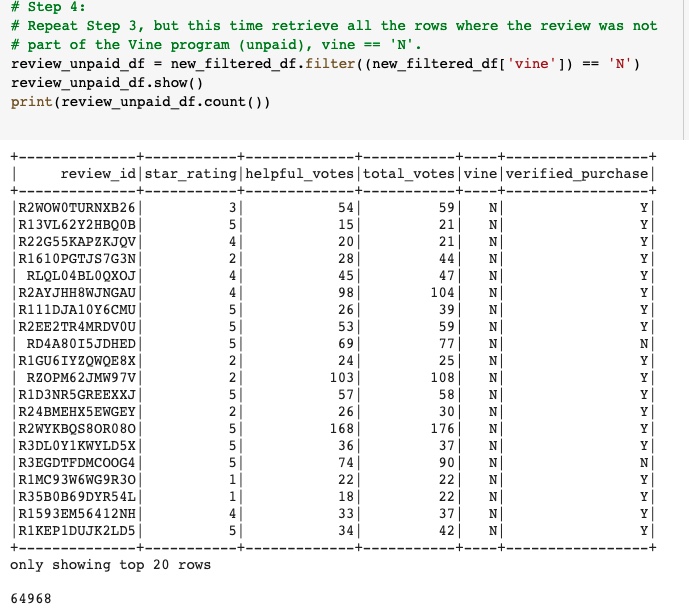 # Step 4:
# Repeat Step 3, but this time retrieve all the rows where the review was not
# part of the Vine program (unpaid), vine == 'N'.
review_unpaid_df = new_filtered_df.filter((new_filtered_df['vine']) == 'N')
review_unpaid_df.show()
print(review_unpaid_df.count())
+--------------+-----------+-------------+-----------+----+-----------------+
|     review_id|star_rating|helpful_votes|total_votes|vine|verified_purchase|
+--------------+-----------+-------------+-----------+----+-----------------+
|R2WOW0TURNXB26|          3|           54|         59|   N|                Y|
|R13VL62Y2HBQ0B|          5|           15|         21|   N|                Y|
|R22G55KAPZKJQV|          4|           20|         21|   N|                Y|
|R1610PGTJS7G3N|          2|           28|         44|   N|                Y|
| RLQL04BL0QXOJ|          4|           45|         47|   N|                Y|
|R2AYJHH8WJNGAU|          4|           98|        104|   N|                Y|
|R111DJA10Y6CMU|          5|           26|         39|   N|                Y|
|R2EE2TR4MRDV0U|          5|           53|         59|   N|                Y|
| RD4A80I5JDHED|          5|           69|         77|   N|                N|
|R1GU6IYZQWQE8X|          2|           24|         25|   N|                Y|
| RZOPM62JMW97V|          2|          103|        108|   N|                Y|
|R1D3NR5GREEXXJ|          5|           57|         58|   N|                Y|
|R24BMEHX5EWGEY|          2|           26|         30|   N|                Y|
|R2WYKBQS8OR08O|          5|          168|        176|   N|                Y|
|R3DL0Y1KWYLD5X|          5|           36|         37|   N|                Y|
|R3EGDTFDMCOOG4|          5|           74|         90|   N|                N|
|R1MC93W6WG9R3O|          1|           22|         22|   N|                Y|
|R35B0B69DYR54L|          1|           18|         22|   N|                Y|
|R1593EM56412NH|          4|           33|         37|   N|                Y|
|R1KEP1DUJK2LD5|          5|           34|         42|   N|                Y|
+--------------+-----------+-------------+-----------+----+-----------------+
only showing top 20 rows
64968